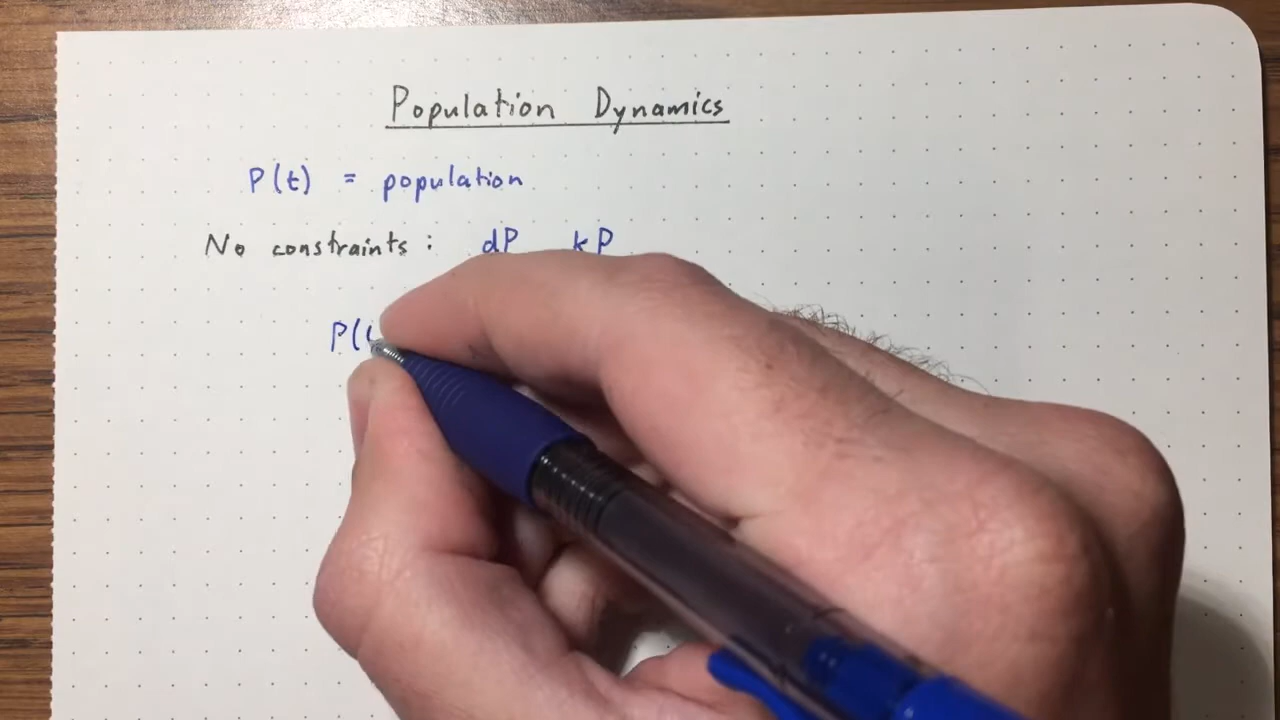 Population Dynamics
P(t) = population
No constraints: dP kP
P(